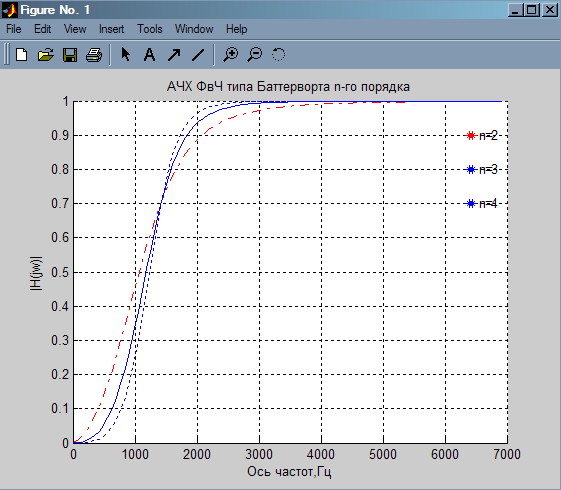 Figure No. 1
File Edit View Insert Tools Window Help
АЧХ ФвЧ типа Баттерворта n-го порядка
1
0.9
0.8
0.7
0.6
0.5
0.4
0.3
0.2
0.1
0
|H(jw)|
n=2
n=3
n=4
0 1000 2000 3000 4000 5000 6000 7000
Ось частот,Гц